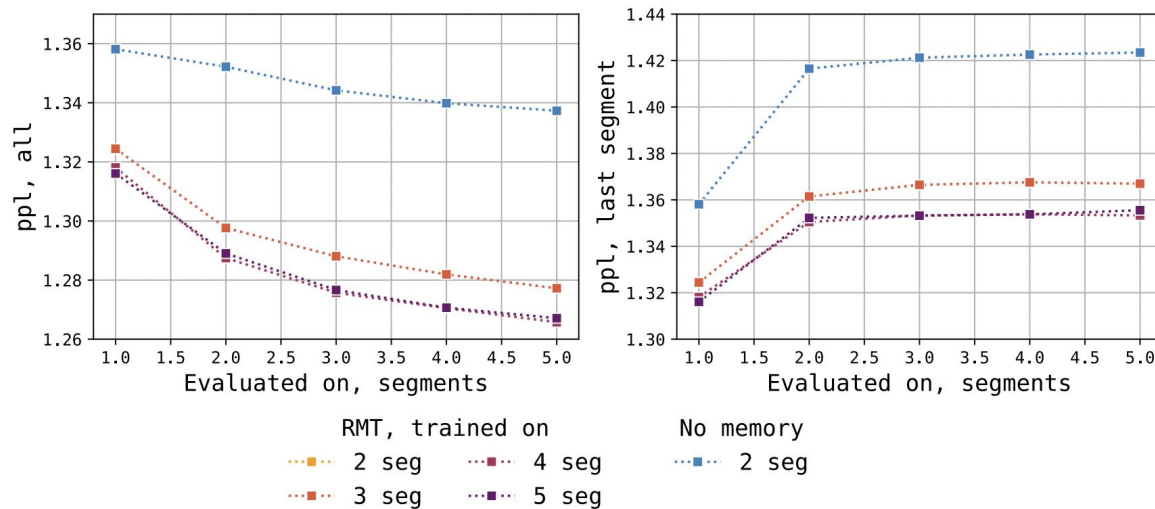 ppl, all
1.36
1.34
1.32
1.30
1.28
1.26
1.0 1.5 2.0 2.5 3.0 3.5 4.0 4.5 5.0
Evaluated on, segments
ppl, last segment
1.44
1.42
1.40
1.38
1.36
1.34
1.32
1.30
1.0 1.5 2.0 2.5 3.0 3.5 4.0 4.5 5.0
Evaluated on, segments
RMT, trained on
2 seg
3 seg
4 seg
5 seg
No memory
2 seg